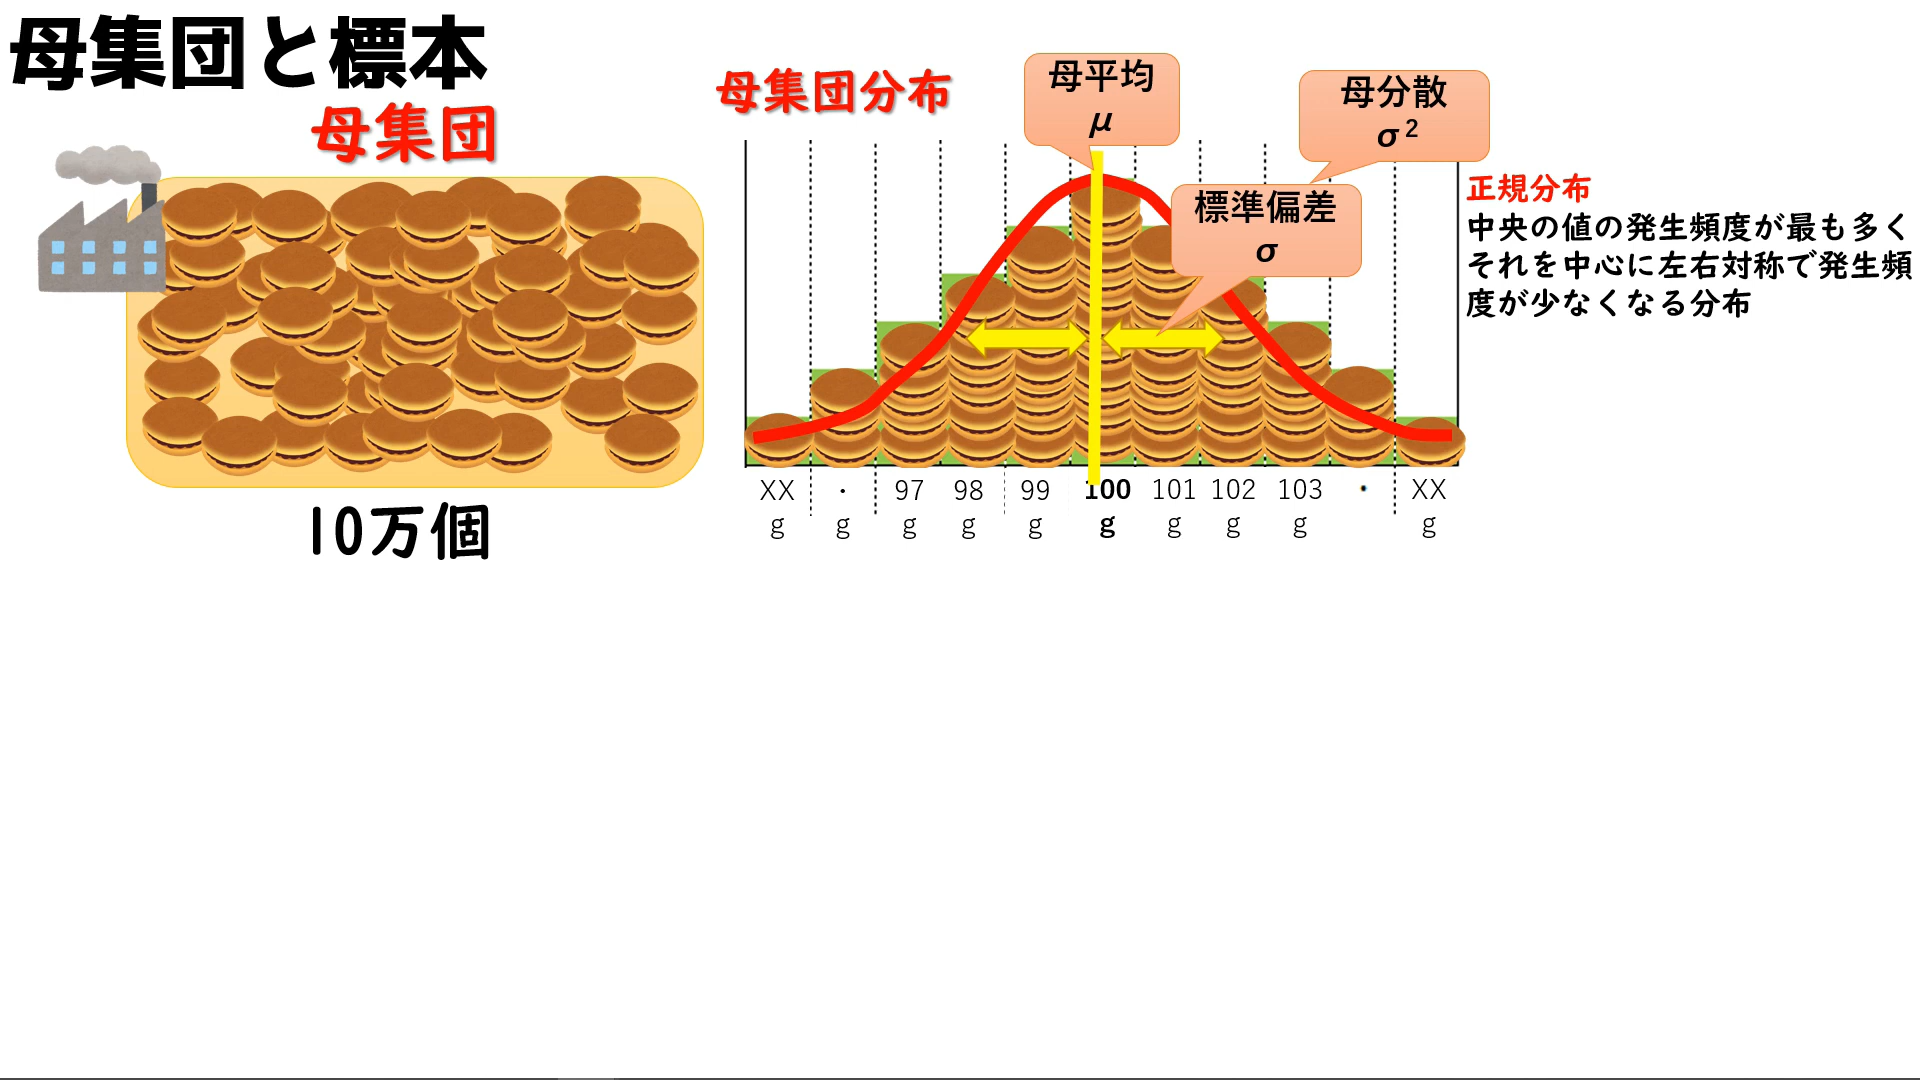 母集団と標本
母集団
10万個
母集団分布
母平均
μ
母分散
σ²
標準偏差
σ
XX ・ 97 98 99 100 101 102 103 ・ XX
g g g g g g g g g g
正規分布
中央の値の発生頻度が最も多く
それを中心に左右対称で発生頻
度が少なくなる分布